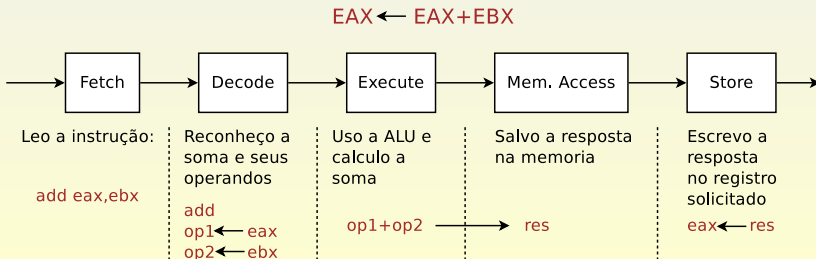 EAX ← EAX+EBX
Fetch
Decode
Execute
Mem. Access
Store
Leo a instrução:
add eax,ebx
Reconheço a
soma e seus
operandos
add
op1 ← eax
op2 ← ebx
Uso a ALU e
calculo a
soma
op1+op2 → res
Salvo a resposta
na memoria
Escrevo a
resposta
no registro
solicitado
eax ← res